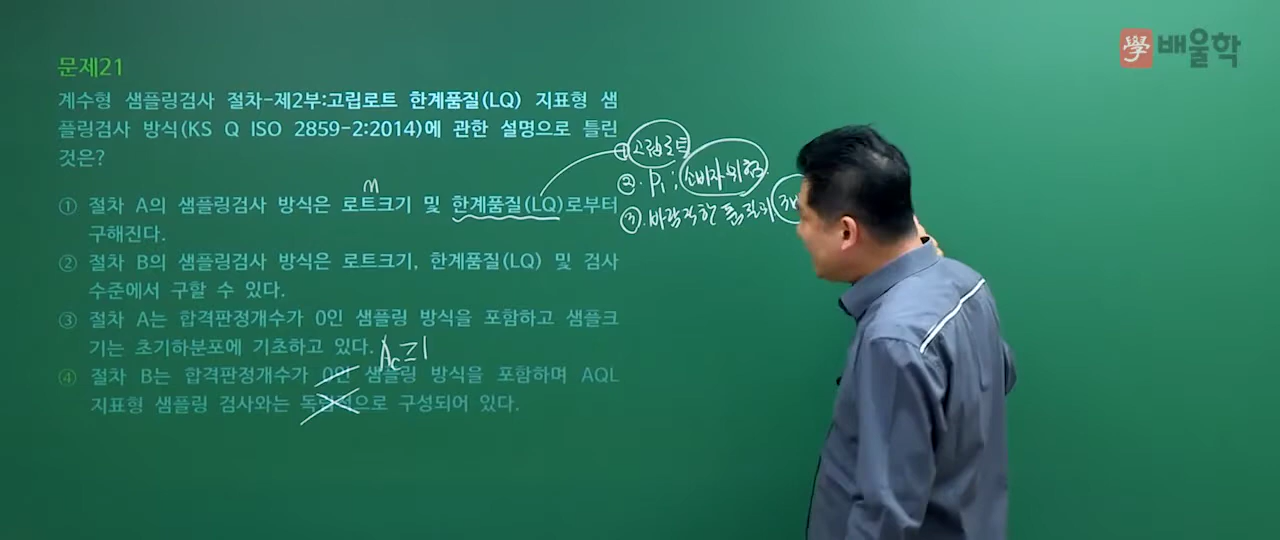 學 배울학
문제21
계수형 샘플링검사 절차-제2부:고립로트 한계품질(LQ) 지표형 샘
플링검사 방식(KS Q ISO 2859-2:2014)에 관한 설명으로 틀린
것은?
n
① 절차 A의 샘플링검사 방식은 로트크기 및 한계품질(LQ)로부터
구해진다.
② 절차 B의 샘플링검사 방식은 로트크기, 한계품질(LQ) 및 검사
수준에서 구할 수 있다.
③ 절차 A는 합격판정개수가 0인 샘플링 방식을 포함하고 샘플크
기는 초기하분포에 기초하고 있다.
④ 절차 B는 합격판정개수가 0인 샘플링 방식을 포함하며 AQL
지표형 샘플링 검사와는 독립적으로 구성되어 있다.
① 고립로트
②. P₁ : 소비자 위험.
③. 바람직한 품질의